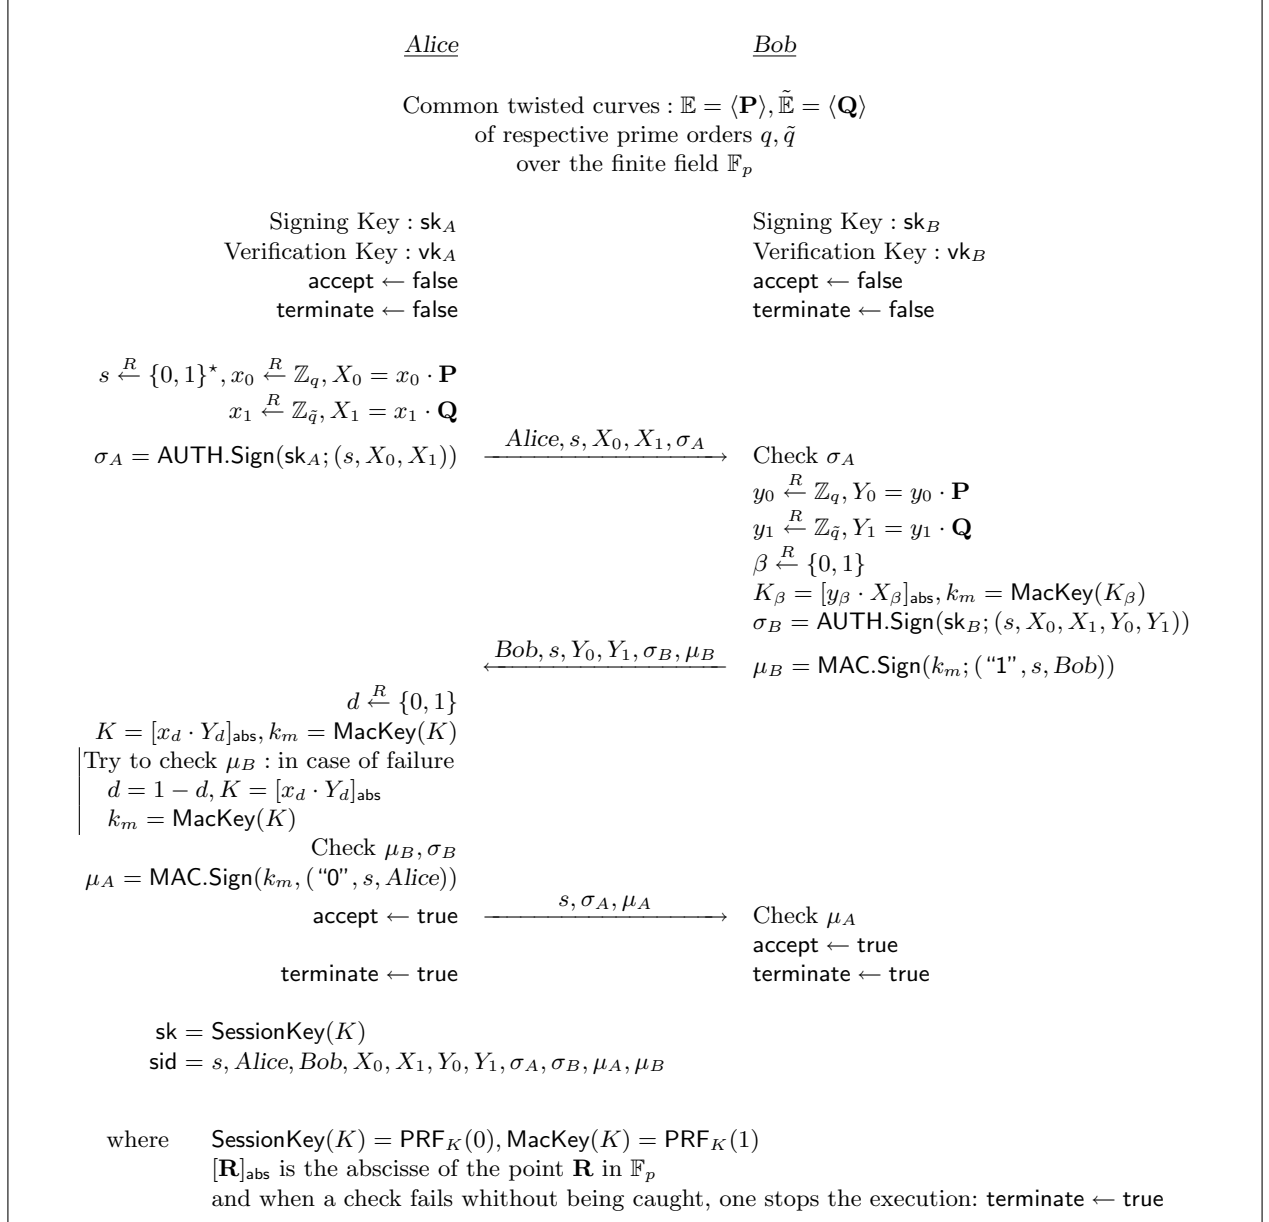 Alice Bob
Common twisted curves : 𝔼 = ⟨P⟩, 𝔼̃ = ⟨Q⟩
of respective prime orders q, q̃
over the finite field 𝔽_p
Signing Key : sk_A Signing Key : sk_B
Verification Key : vk_A Verification Key : vk_B
accept ← false accept ← false
terminate ← false terminate ← false
s ←^R {0, 1}^⋆, x_0 ←^R ℤ_q, X_0 = x_0 · P
x_1 ←^R ℤ_q̃, X_1 = x_1 · Q
σ_A = AUTH.Sign(sk_A; (s, X_0, X_1)) Alice, s, X_0, X_1, σ_A Check σ_A
y_0 ←^R ℤ_q, Y_0 = y_0 · P
y_1 ←^R ℤ_q̃, Y_1 = y_1 · Q
β ←^R {0, 1}
K_β = [y_β · X_β]_abs, k_m = MacKey(K_β)
σ_B = AUTH.Sign(sk_B; (s, X_0, X_1, Y_0, Y_1))
Bob, s, Y_0, Y_1, σ_B, μ_B μ_B = MAC.Sign(k_m; (“1”, s, Bob))
d ←^R {0, 1}
K = [x_d · Y_d]_abs, k_m = MacKey(K)
Try to check μ_B : in case of failure
d = 1 − d, K = [x_d · Y_d]_abs
k_m = MacKey(K)
Check μ_B, σ_B
μ_A = MAC.Sign(k_m, (“0”, s, Alice))
accept ← true s, σ_A, μ_A Check μ_A
accept ← true
terminate ← true terminate ← true
sk = SessionKey(K)
sid = s, Alice, Bob, X_0, X_1, Y_0, Y_1, σ_A, σ_B, μ_A, μ_B
where SessionKey(K) = PRF_K(0), MacKey(K) = PRF_K(1)
[R]_abs is the abscisse of the point R in 𝔽_p
and when a check fails whithout being caught, one stops the execution: terminate ← true